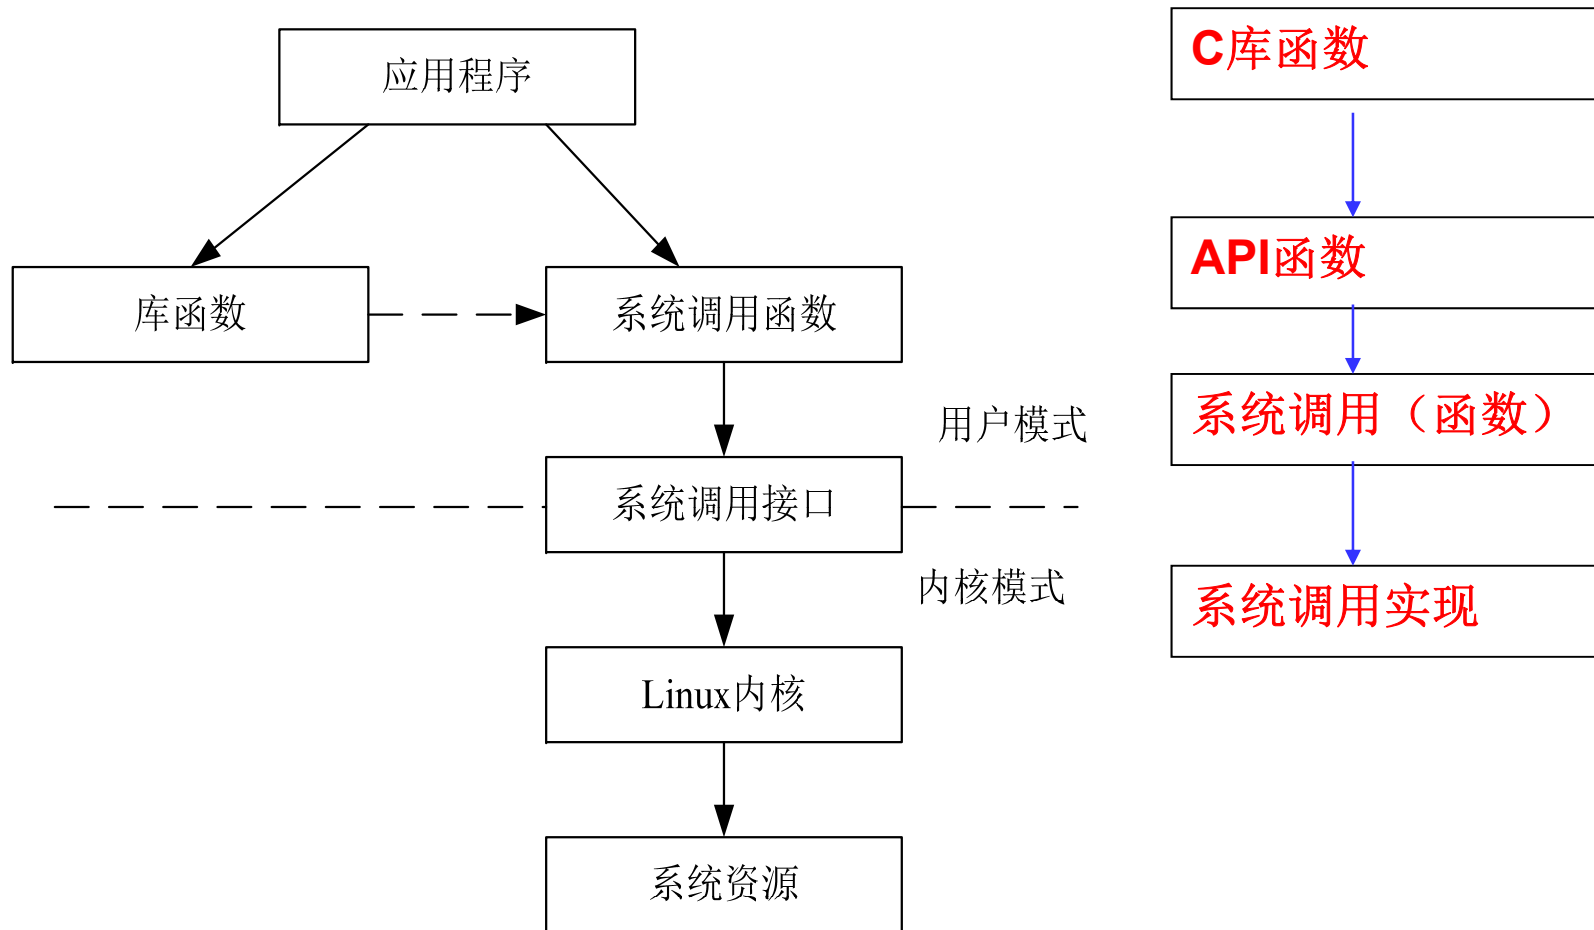 应用程序
库函数
系统调用函数
用户模式
系统调用接口
内核模式
Linux内核
系统资源
C库函数
API函数
系统调用（函数）
系统调用实现